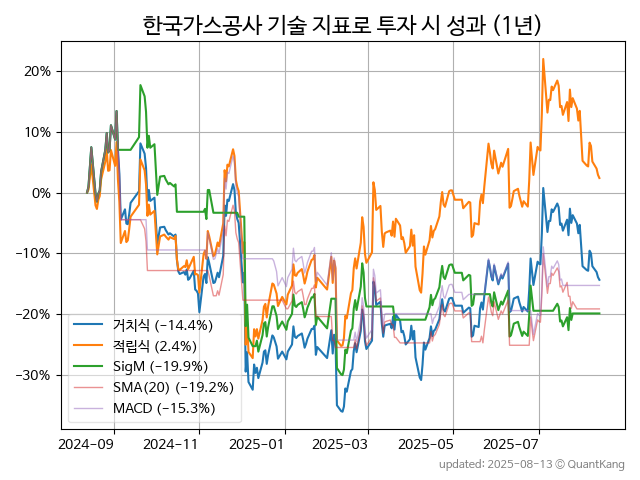 한국가스공사 기술 지표로 투자 시 성과 (1년)
20%
10%
0%
−10%
−20%
−30%
거치식 (−14.4%)
적립식 (2.4%)
SigM (−19.9%)
SMA(20) (−19.2%)
MACD (−15.3%)
2024-09 2024-11 2025-01 2025-03 2025-05 2025-07
updated: 2025-08-13 © QuantKang